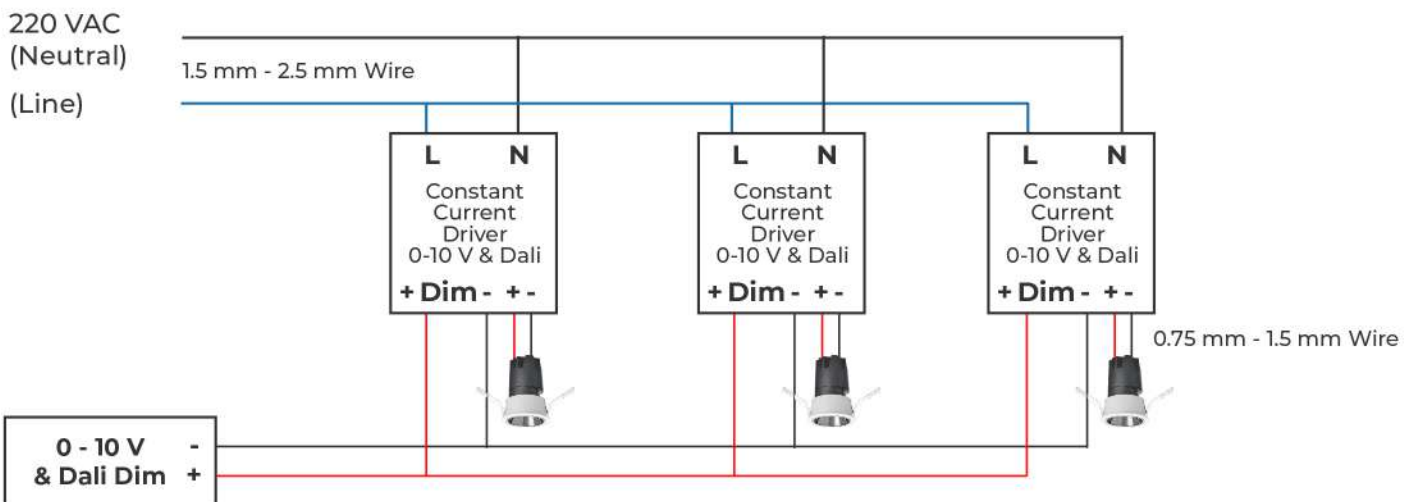 220 VAC
(Neutral)
1.5 mm - 2.5 mm Wire
(Line)
L N
Constant
Current
Driver
0-10 V & Dali
+ Dim - + -
L N
Constant
Current
Driver
0-10 V & Dali
+ Dim - + -
L N
Constant
Current
Driver
0-10 V & Dali
+ Dim - + -
0.75 mm - 1.5 mm Wire
0 - 10 V -
& Dali Dim +